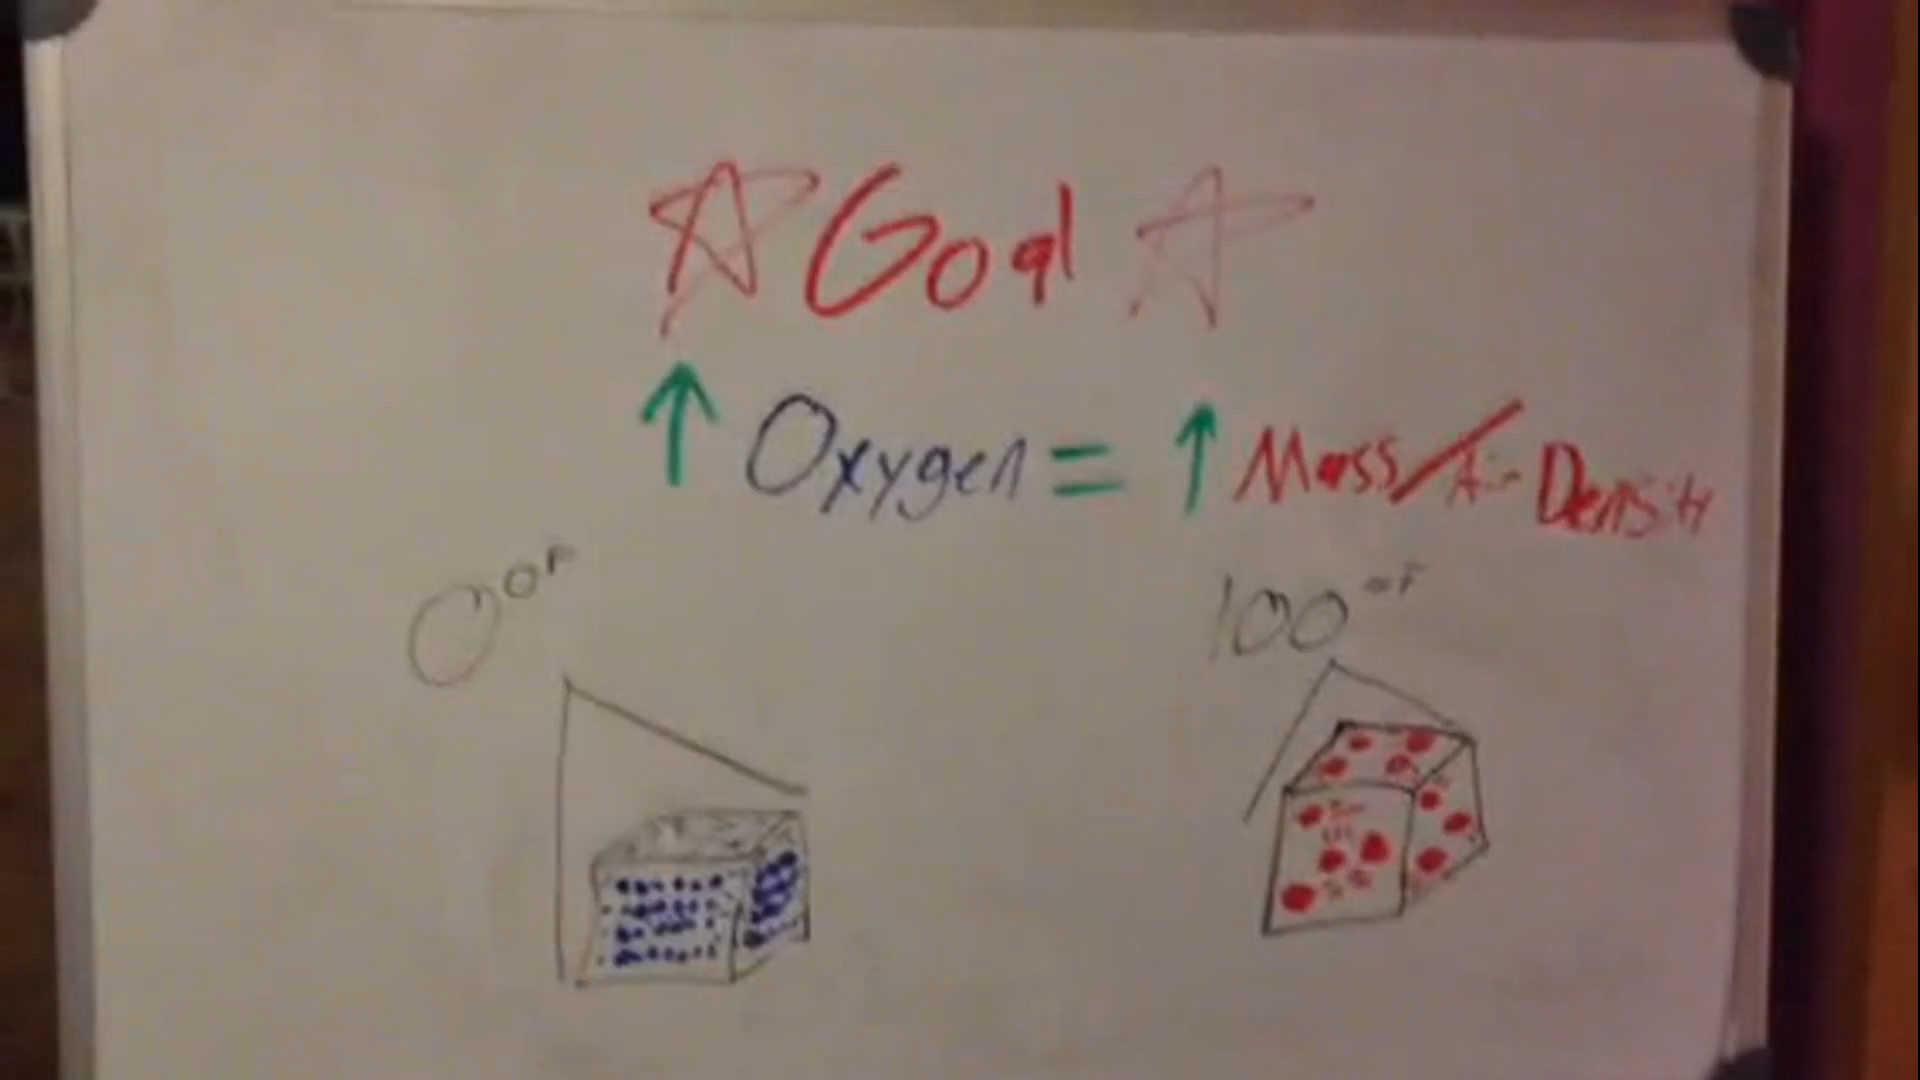 Goal
↑ Oxygen = ↑ Mass/Air Density
0°F
100°F